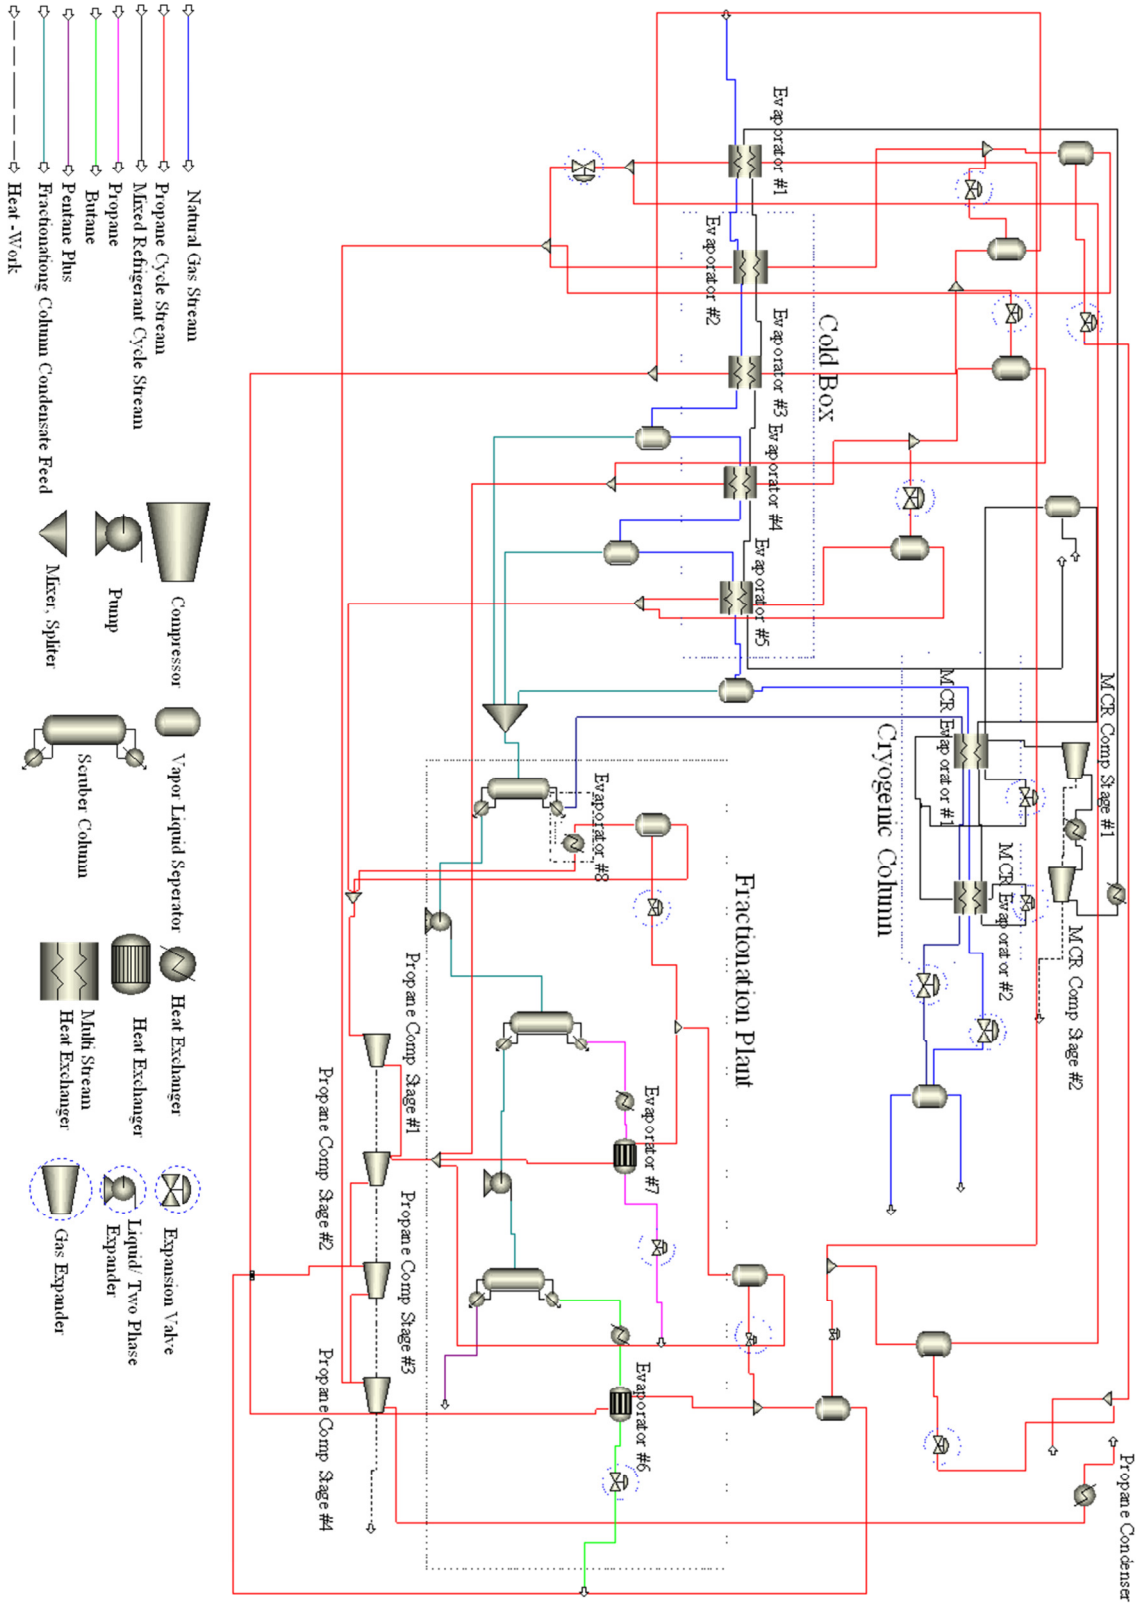 Propane Condenser
MCR Comp Stage #1
MCR Comp Stage #2
MCR Evaporator #2
MCR Evaporator #1
Cryogenic Column
Cold Box
Evaporator #1
Evaporator #3
Evaporator #4
Evaporator #5
Evaporator #2
Fractionation Plant
Evaporator #8
Evaporator #7
Evaporator #6
Propane Comp Stage #1
Propane Comp Stage #3
Propane Comp Stage #2
Propane Comp Stage #4
Natural Gas Stream
Propane Cycle Stream
Mixed Refrigerant Cycle Stream
Propane
Butane
Pentane Plus
Fractionationg Column Condensate Feed
Heat -Work
Compressor
Pump
Mixer, Spliter
Vapor Liquid Seperator
Scruber Column
Heat Exchanger
Heat Exchanger
Multi Stream
Heat Exchanger
Expansion Valve
Liquid/ Two Phase
Expander
Gas Expander